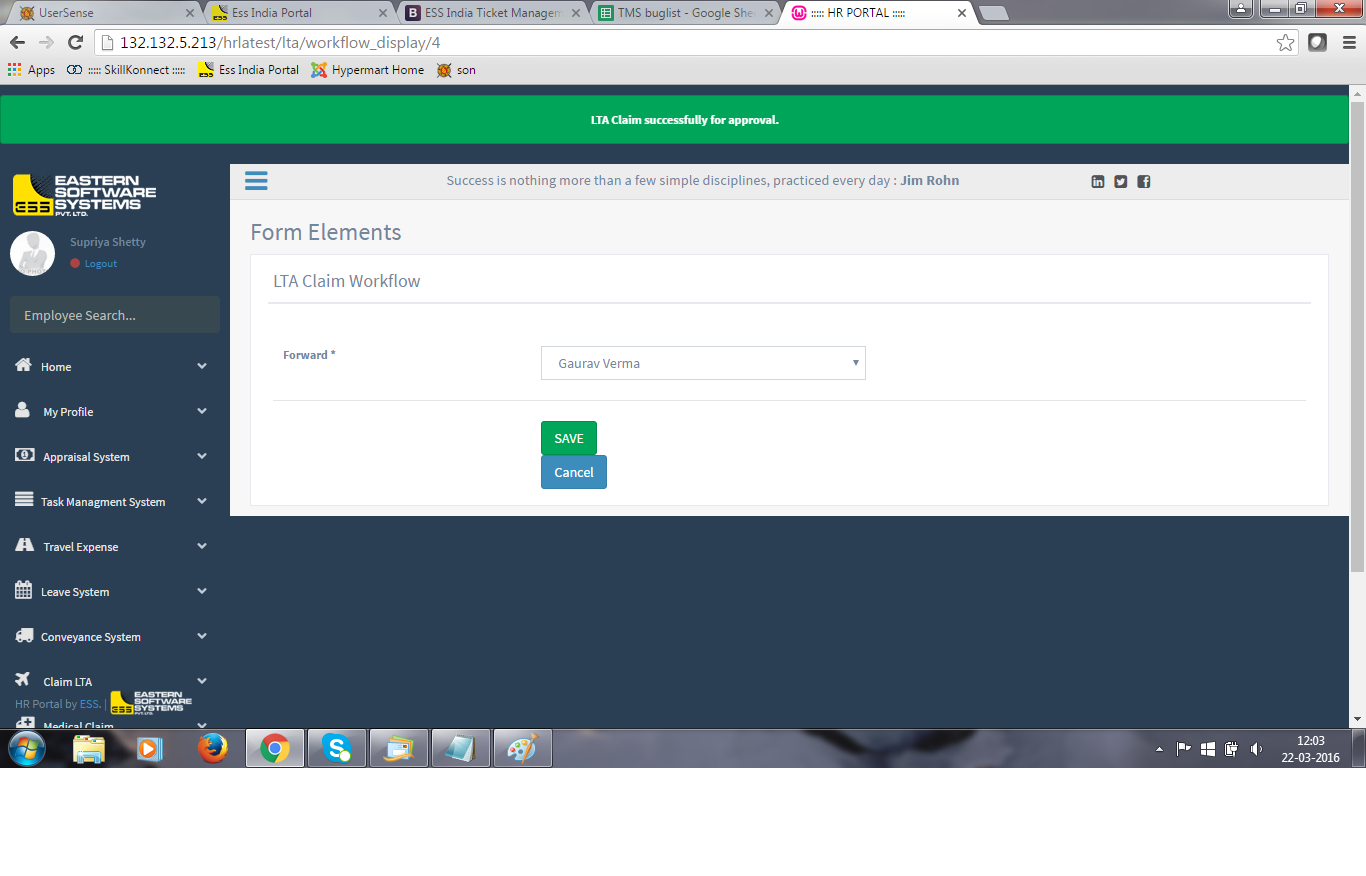 UserSense
Ess India Portal
ESS India Ticket Managem
TMS buglist - Google She
::::: HR PORTAL :::::
132.132.5.213/hrlatest/lta/workflow_display/4
Apps
::::: SkillKonnect :::::
Ess India Portal
Hypermart Home
son
LTA Claim successfully for approval.
ESS EASTERN
SOFTWARE
SYSTEMS
PVT. LTD.
Success is nothing more than a few simple disciplines, practiced every day : Jim Rohn
Supriya Shetty
Logout
Employee Search...
Home
My Profile
Appraisal System
Task Managment System
Travel Expense
Leave System
Conveyance System
Claim LTA
HR Portal by ESS. |
ESS EASTERN
SOFTWARE
SYSTEMS
PVT. LTD.
Medical Claim
Form Elements
LTA Claim Workflow
Forward *
Gaurav Verma
SAVE
Cancel
12:03
22-03-2016